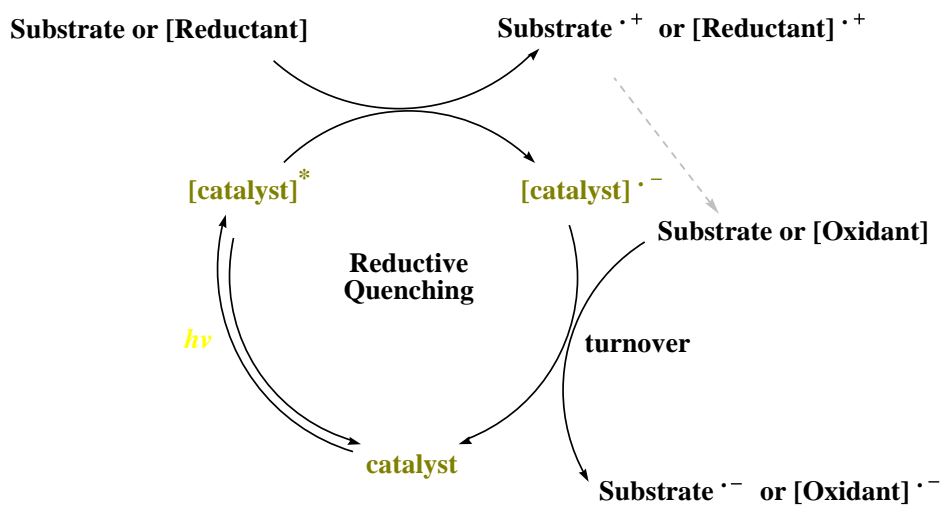 Substrate or [Reductant]
Substrate ·+ or [Reductant] ·+
[catalyst]*
[catalyst] ·−
Substrate or [Oxidant]
Reductive
Quenching
hν
turnover
catalyst
Substrate ·− or [Oxidant] ·−